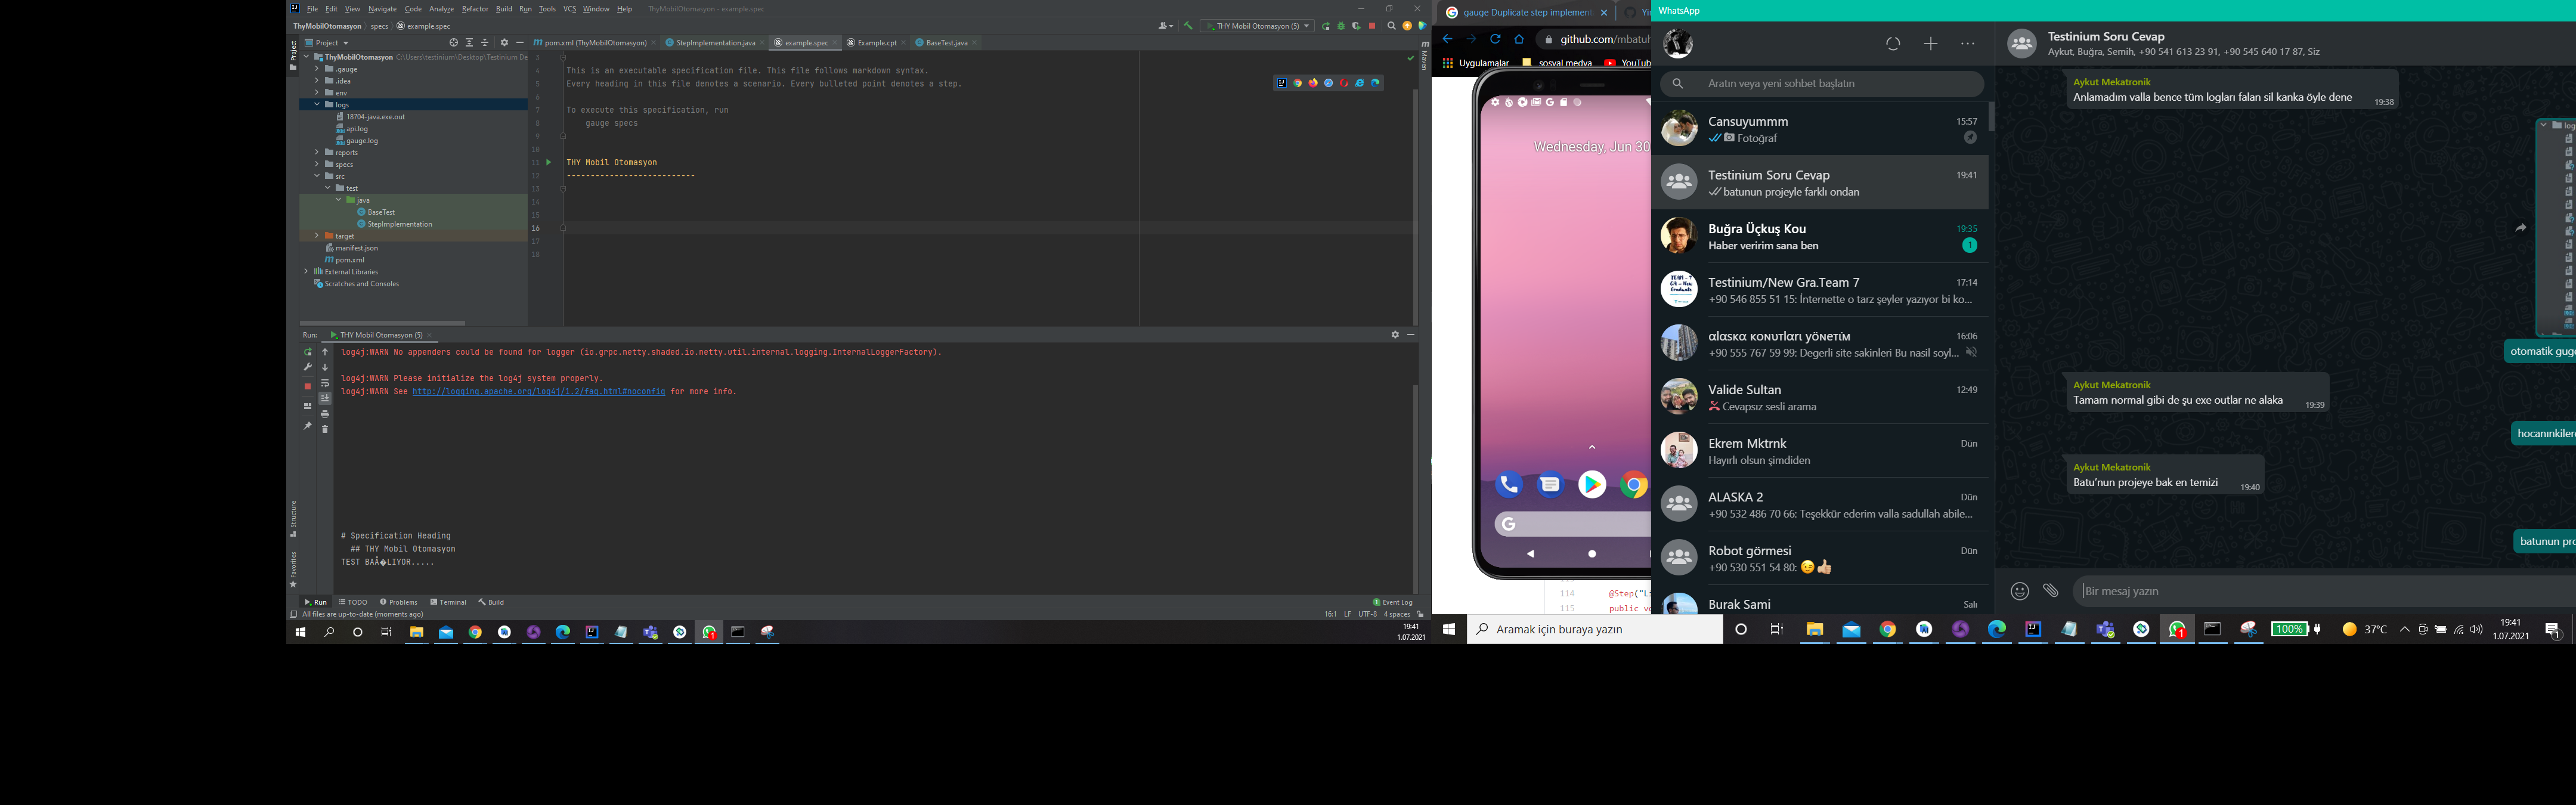 File Edit View Navigate Code Analyze Refactor Build Run Tools VCS Window Help ThyMobilOtomasyon - example.spec
ThyMobilOtomasyon specs example.spec
THY Mobil Otomasyon (5)
Project
pom.xml (ThyMobilOtomasyon) StepImplementation.java example.spec Example.cpt BaseTest.java
Project
Maven
ThyMobilOtomasyon C:\Users\testinium\Desktop\Testinium De
.gauge
.idea
env
logs
18704-java.exe.out
api.log
gauge.log
reports
specs
src
test
java
BaseTest
StepImplementation
target
manifest.json
pom.xml
External Libraries
Scratches and Consoles
3
4 This is an executable specification file. This file follows markdown syntax.
5 Every heading in this file denotes a scenario. Every bulleted point denotes a step.
6
7 To execute this specification, run
8 gauge specs
9
10
11 THY Mobil Otomasyon
12 ---------------------------
13
14
15
16
17
18
Run: THY Mobil Otomasyon (5)
log4j:WARN No appenders could be found for logger (io.grpc.netty.shaded.io.netty.util.internal.logging.InternalLoggerFactory).
log4j:WARN Please initialize the log4j system properly.
log4j:WARN See http://logging.apache.org/log4j/1.2/faq.html#noconfig for more info.
# Specification Heading
## THY Mobil Otomasyon
TEST BAÅ�LIYOR.....
Structure
Favorites
Run TODO Problems Terminal Build
Event Log
All files are up-to-date (moments ago)
16:1 LF UTF-8 4 spaces
19:41
1.07.2021
gauge Duplicate step implement
github.com/mbatuh
Uygulamalar sosyal medya YouTub
Wednesday, Jun 30
114 @Step("Li
115 public vo
WhatsApp
Aratın veya yeni sohbet başlatın
Cansuyummm 15:57
Fotoğraf
Testinium Soru Cevap 19:41
batunun projeyle farklı ondan
Buğra Üçkuş Kou 19:35
Haber veririm sana ben 1
Testinium/New Gra.Team 7 17:14
+90 546 855 51 15: İnternette o tarz şeyler yazıyor bi ko...
αlαsκα κonυтlαrι yöneтιм 16:06
+90 555 767 59 99: Degerli site sakinleri Bu nasil soyl...
Valide Sultan 12:49
Cevapsız sesli arama
Ekrem Mktrnk Dün
Hayırlı olsun şimdiden
ALASKA 2 Dün
+90 532 486 70 66: Teşekkür ederim valla sadullah abile...
Robot görmesi Dün
+90 530 551 54 80: 😌👍🏼
Burak Sami Salı
Testinium Soru Cevap
Aykut, Buğra, Semih, +90 541 613 23 91, +90 545 640 17 87, Siz
Aykut Mekatronik
Anlamadım valla bence tüm logları falan sil kanka öyle dene 19:38
log
otomatik gug
Aykut Mekatronik
Tamam normal gibi de şu exe outlar ne alaka 19:39
hocanınkiler
Aykut Mekatronik
Batu'nun projeye bak en temizi 19:40
batunun pro
Bir mesaj yazın
Aramak için buraya yazın
100% 37°C 19:41
1.07.2021